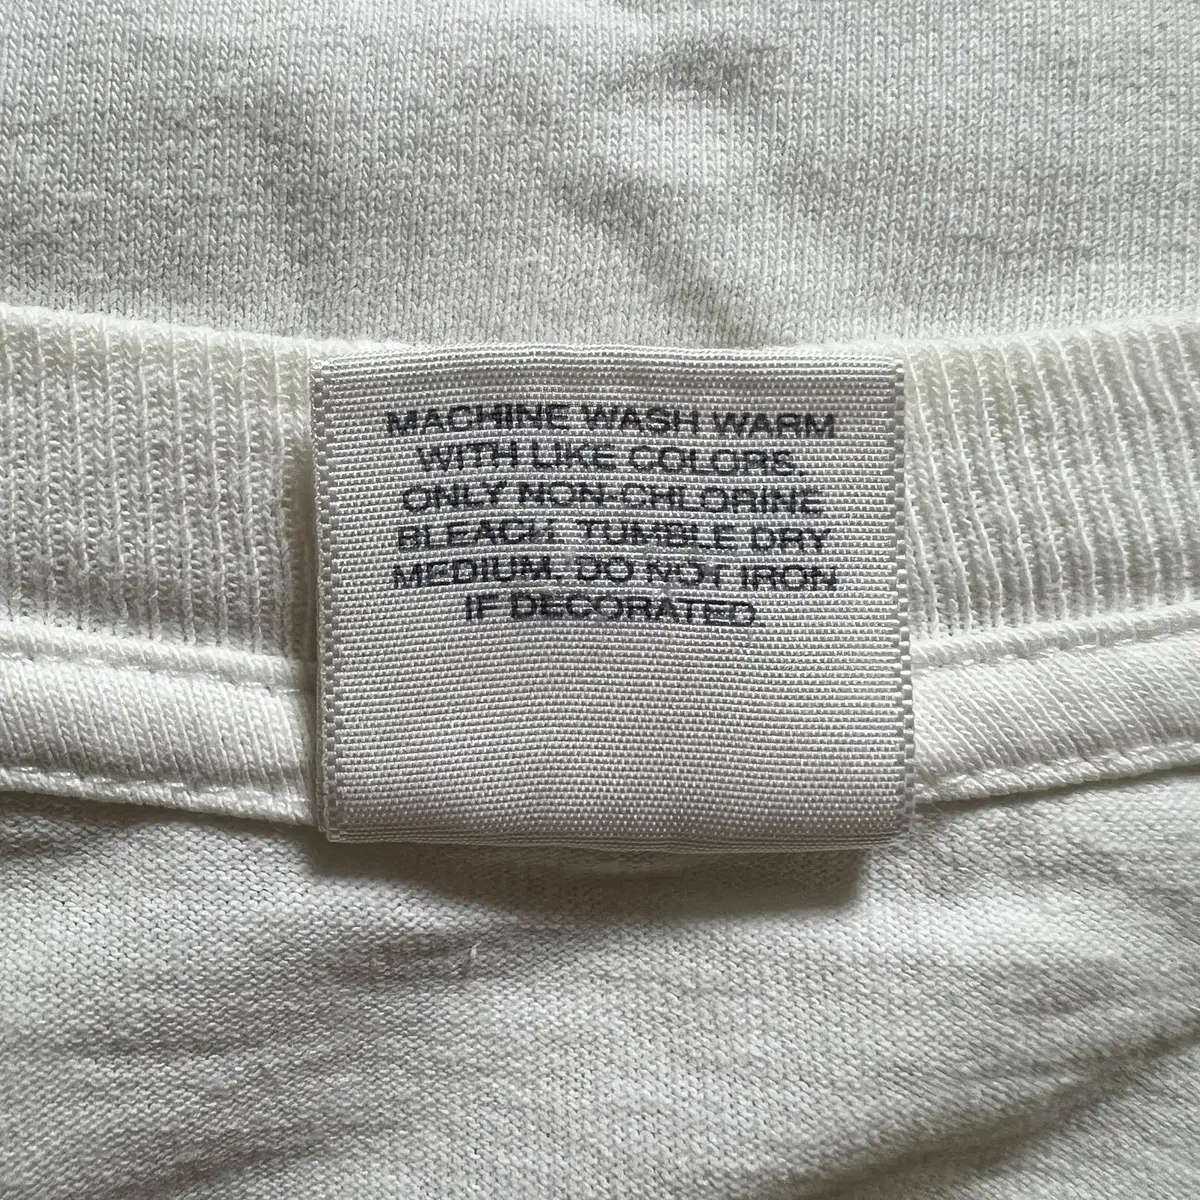 MACHINE WASH WARM
WITH LIKE COLORS.
ONLY NON-CHLORINE
BLEACH. TUMBLE DRY
MEDIUM. DO NOT IRON
IF DECORATED